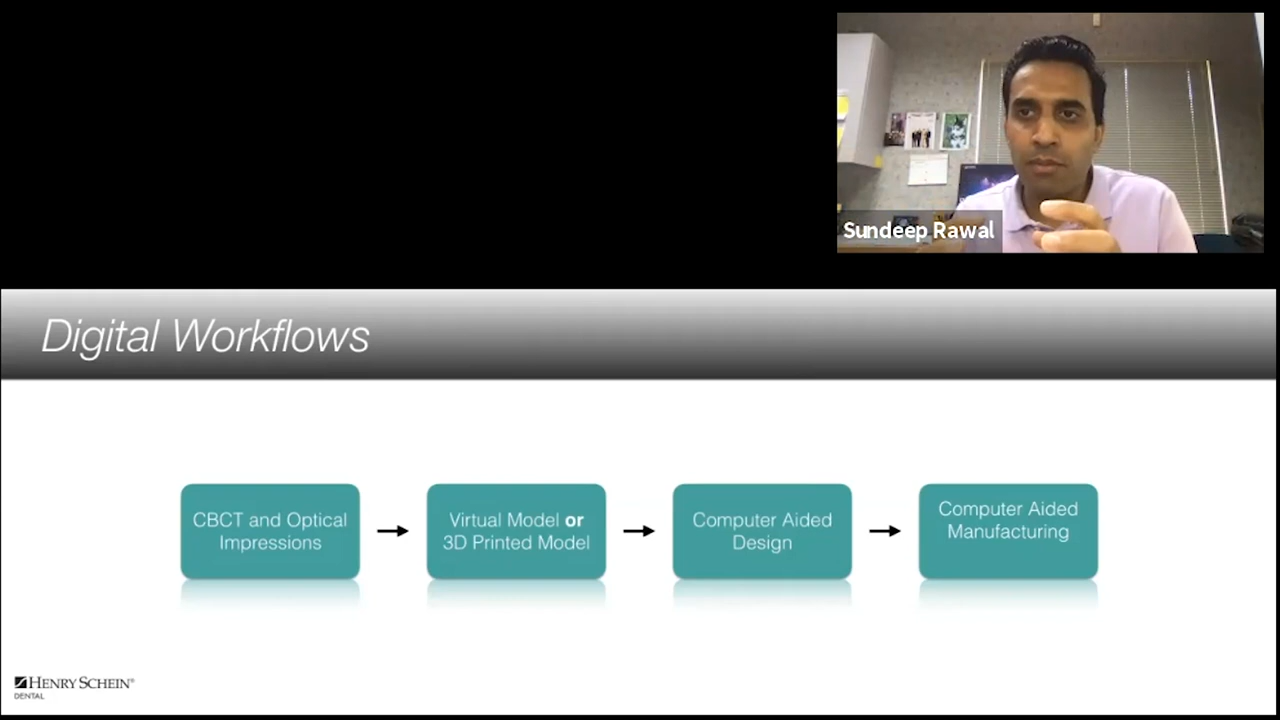 Sundeep Rawal
Digital Workflows
CBCT and Optical
Impressions
Virtual Model or
3D Printed Model
Computer Aided
Design
Computer Aided
Manufacturing
HENRY SCHEIN®
DENTAL